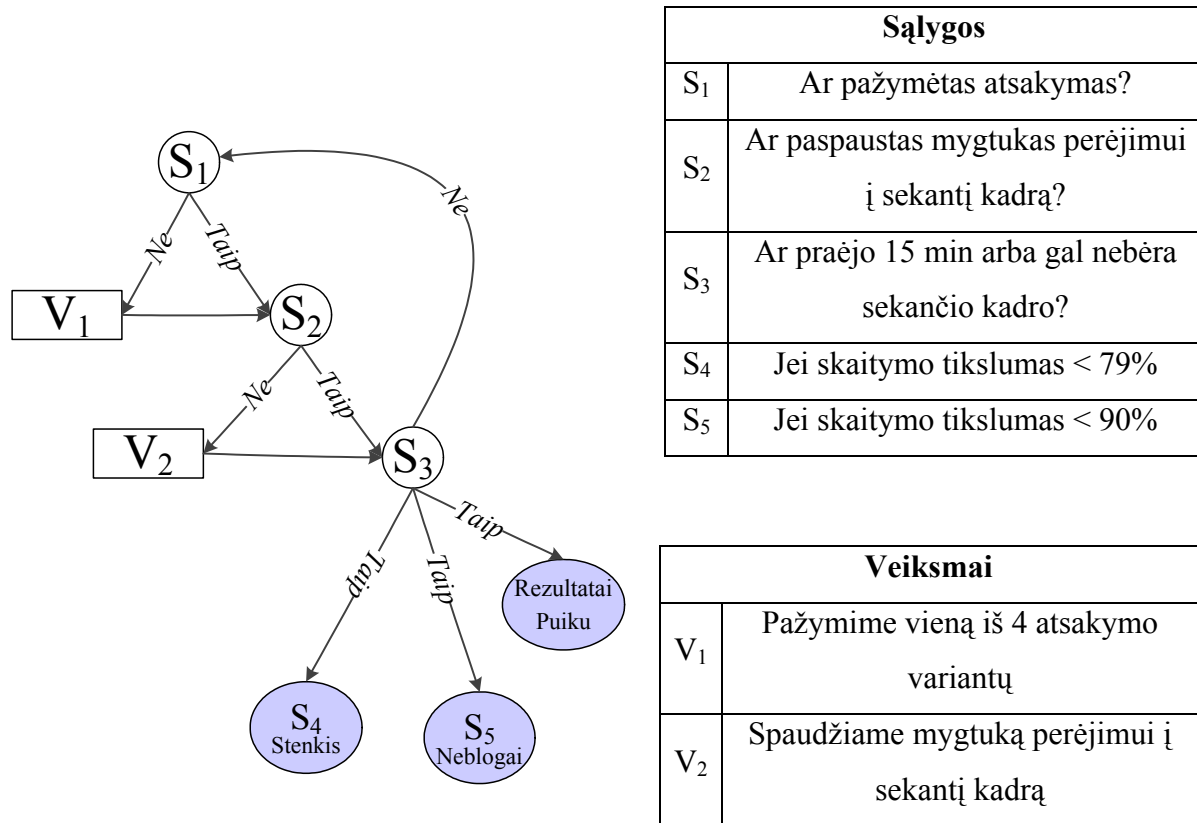 S₁
Ne
Ne
Taip
V₁
S₂
Ne
Taip
V₂
S₃
Taip
Taip
Taip
Rezultatai
Puiku
S₄
Stenkis
S₅
Neblogai
Sąlygos
S₁ Ar pažymėtas atsakymas?
S₂ Ar paspaustas mygtukas perėjimui
į sekantį kadrą?
S₃ Ar praėjo 15 min arba gal nebėra
sekančio kadro?
S₄ Jei skaitymo tikslumas < 79%
S₅ Jei skaitymo tikslumas < 90%
Veiksmai
V₁ Pažymime vieną iš 4 atsakymo
variantų
V₂ Spaudžiame mygtuką perėjimui į
sekantį kadrą